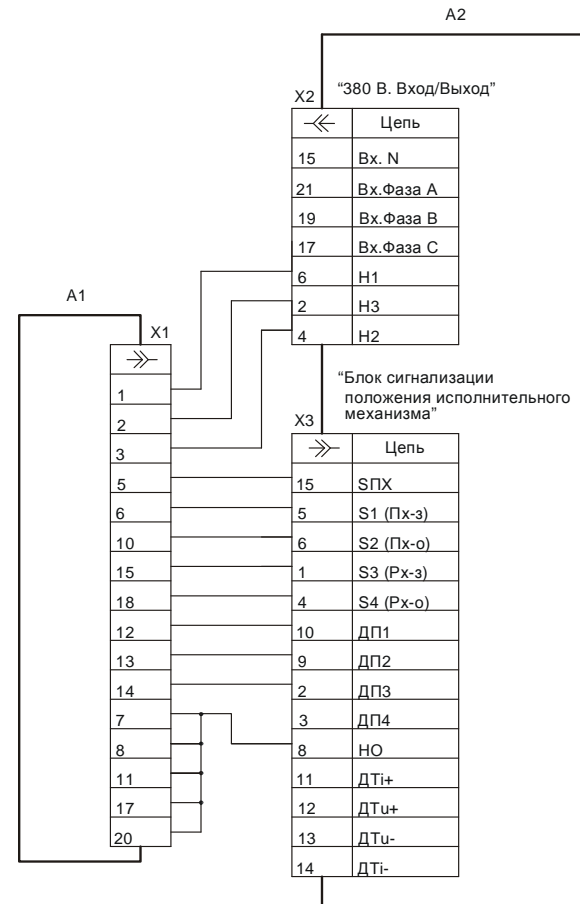 A2
X2
“380 В. Вход/Выход”
Цепь
15 Вх. N
21 Вх.Фаза А
19 Вх.Фаза В
17 Вх.Фаза С
6 Н1
2 Н3
4 Н2
A1
X1
1
2
3
5
6
10
15
18
12
13
14
7
8
11
17
20
“Блок сигнализации
положения исполнительного
механизма”
X3
Цепь
15 SПХ
5 S1 (Пх-з)
6 S2 (Пх-о)
1 S3 (Рх-з)
4 S4 (Рх-о)
10 ДП1
9 ДП2
2 ДП3
3 ДП4
8 НО
11 ДТi+
12 ДТu+
13 ДТu-
14 ДТi-